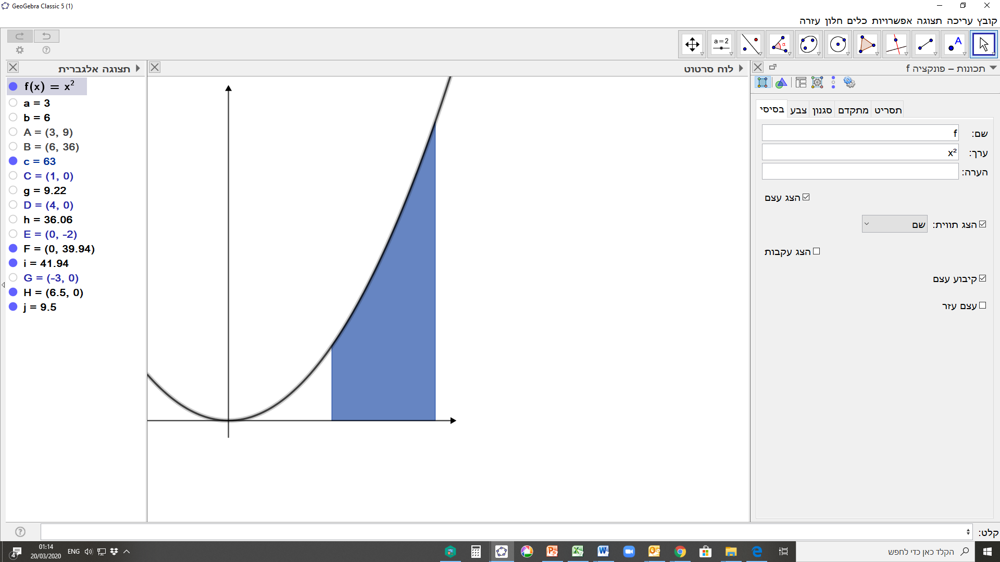 GeoGebra Classic 5 (1)
קובץ עריכה תצוגה אפשרויות כלים חלון עזרה
a=2
α
A
תצוגה אלגברית
לוח סרטוט
תכונות – פונקציה f
f(x) = x²
a = 3
b = 6
A = (3, 9)
B = (6, 36)
c = 63
C = (1, 0)
g = 9.22
D = (4, 0)
h = 36.06
E = (0, -2)
F = (0, 39.94)
i = 41.94
G = (-3, 0)
H = (6.5, 0)
j = 9.5
בסיסי צבע סגנון מתקדם תסריט
שם: f
ערך: x²
הערה:
הצג עצם
הצג תווית: שם
הצג עקבות
קיבוע עצם
עצם עזר
קלט:
הקלד כאן כדי לחפש
ENG
01:14
20/03/2020
4